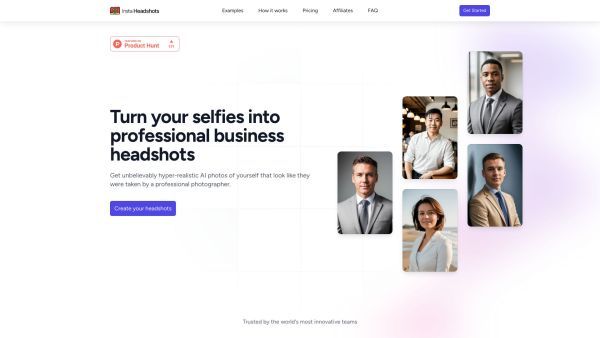 Insta Headshots
Examples
How it works
Pricing
Affiliates
FAQ
Get Started
FEATURED ON
Product Hunt
Turn your selfies into
professional business
headshots
Get unbelievably hyper-realistic AI photos of yourself that look like they
were taken by a professional photographer.
Create your headshots
Trusted by the world's most innovative teams